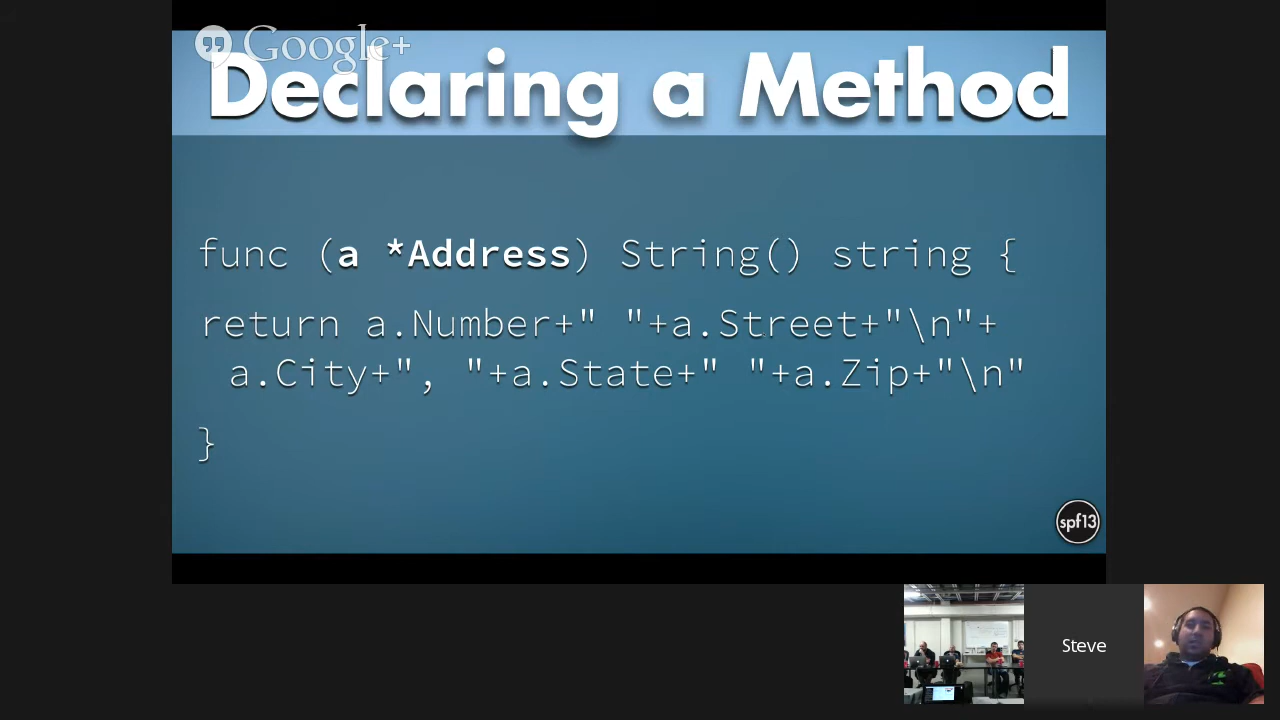 Google+
Declaring a Method
func (a *Address) String() string {
return a.Number+" "+a.Street+"\n"+
a.City+", "+a.State+" "+a.Zip+"\n"
}
spf13
Steve